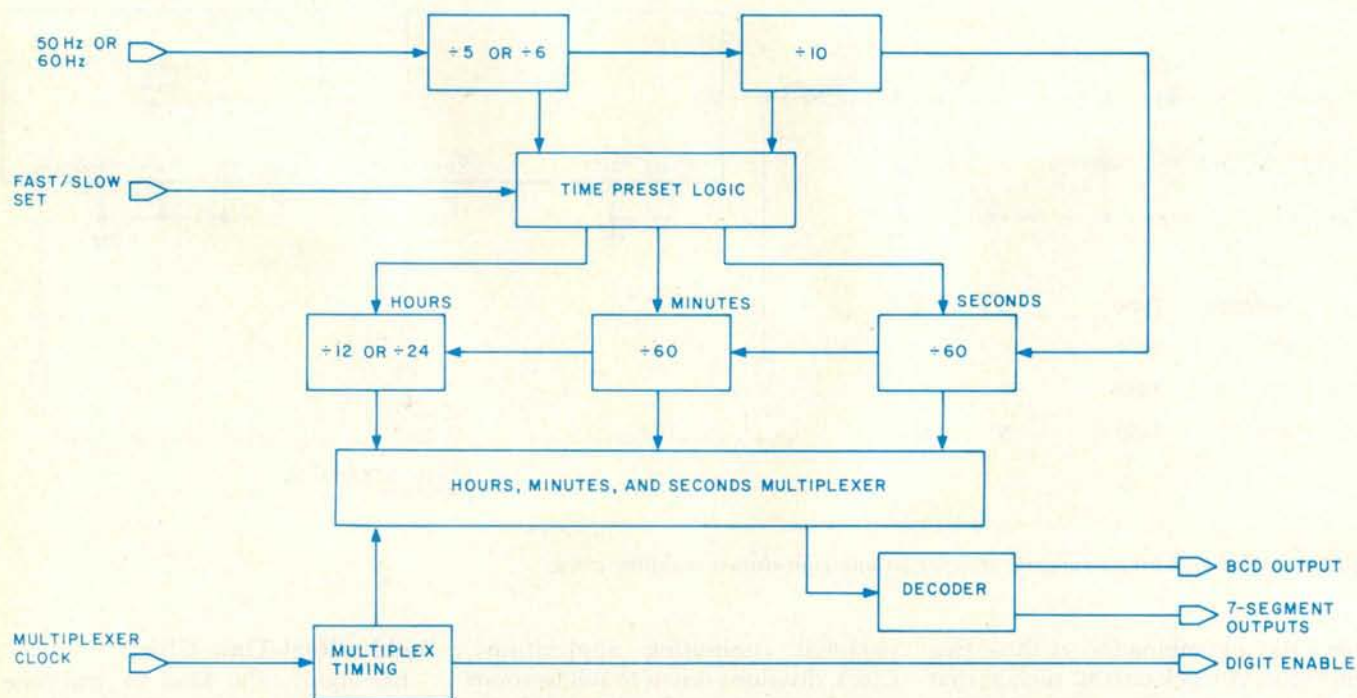 50 Hz OR
60 Hz
÷5 OR ÷6
÷10
FAST/SLOW
SET
TIME PRESET LOGIC
HOURS
MINUTES
SECONDS
÷12 OR ÷24
÷60
÷60
HOURS, MINUTES, AND SECONDS MULTIPLEXER
DECODER
BCD OUTPUT
7-SEGMENT
OUTPUTS
MULTIPLEXER
CLOCK
MULTIPLEX
TIMING
DIGIT ENABLE